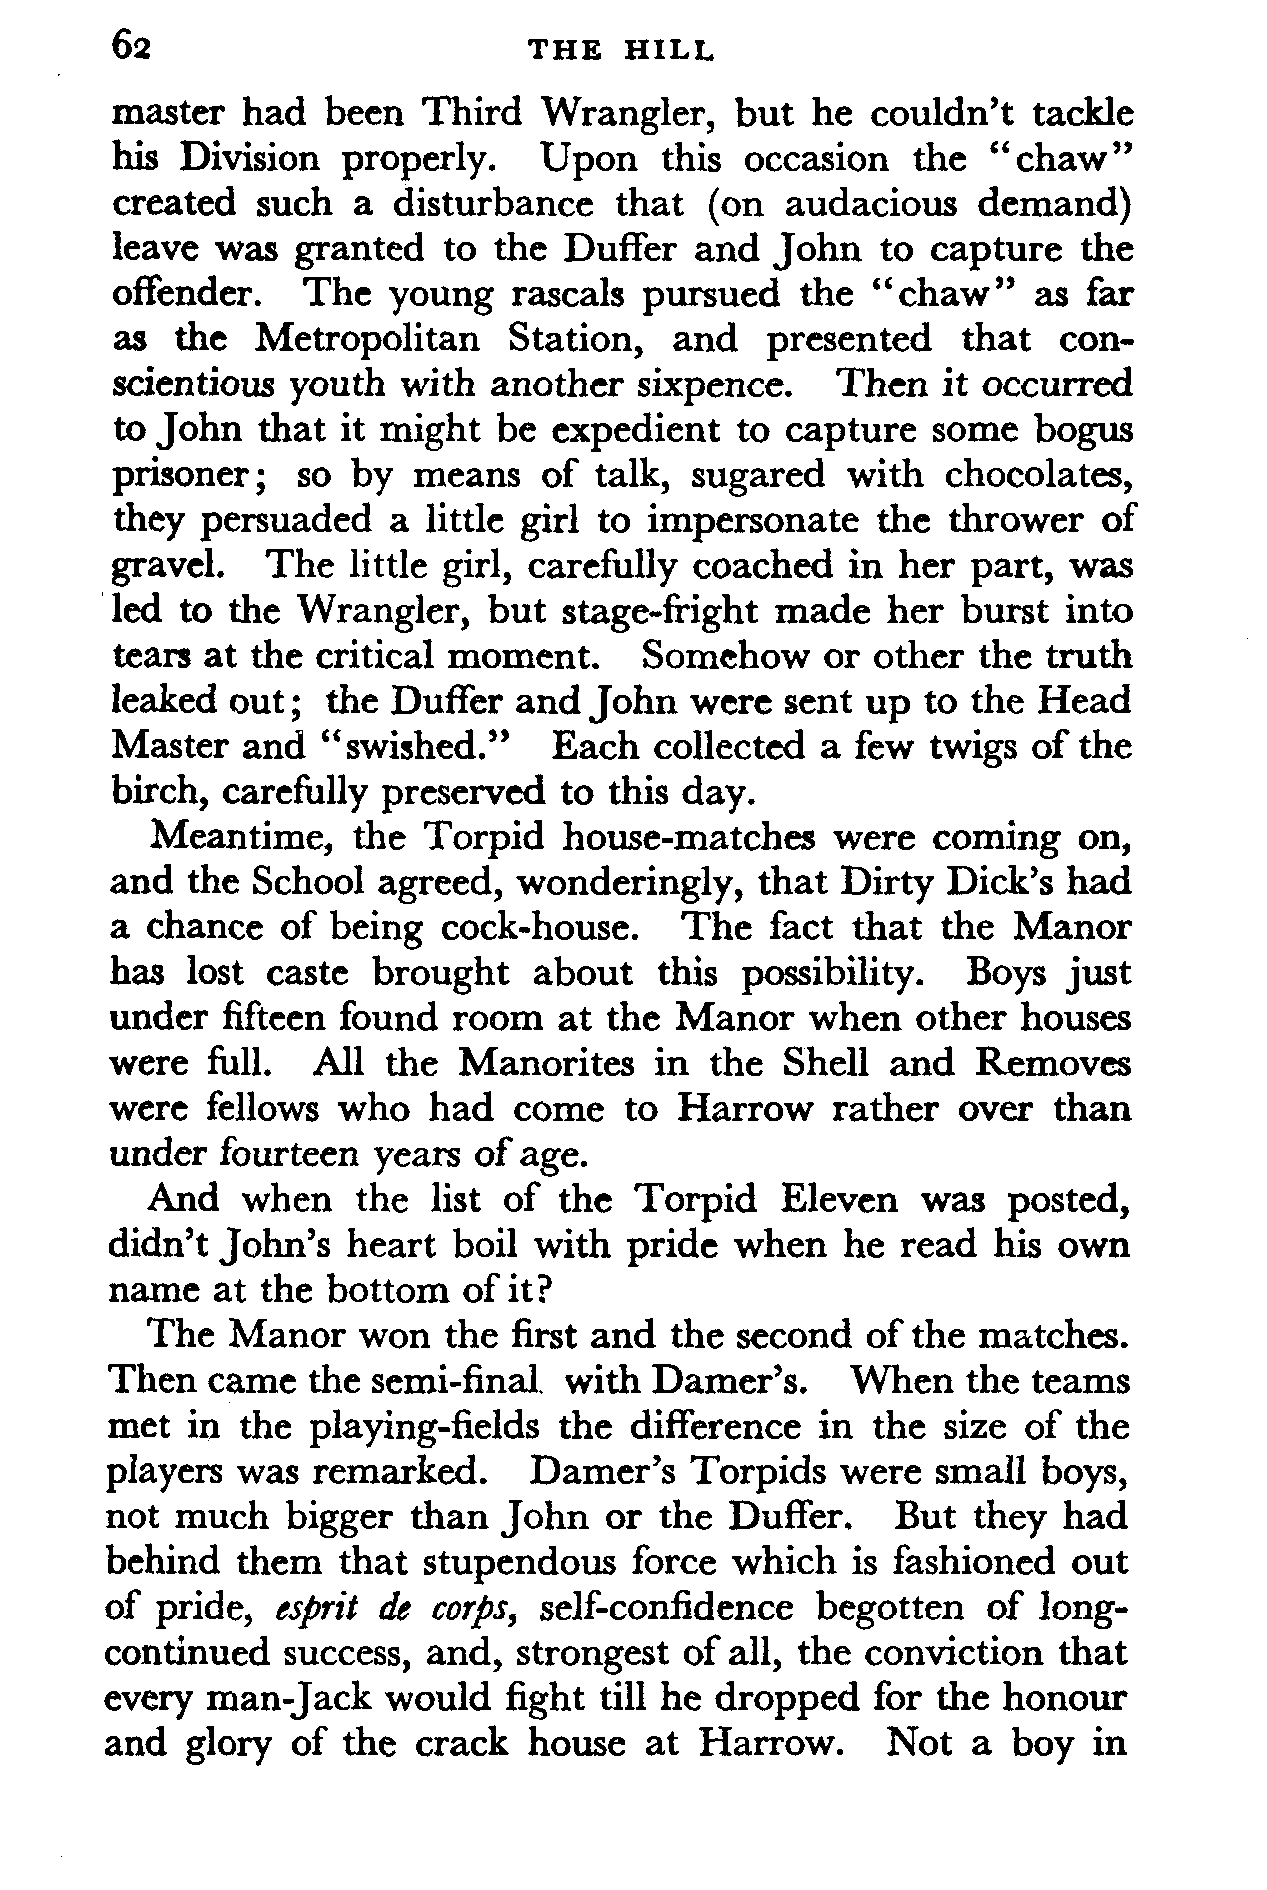 62 THE HILL
master had been Third Wrangler, but he couldn't tackle
his Division properly. Upon this occasion the "chaw"
created such a disturbance that (on audacious demand)
leave was granted to the Duffer and John to capture the
offender. The young rascals pursued the "chaw" as far
as the Metropolitan Station, and presented that con-
scientious youth with another sixpence. Then it occurred
to John that it might be expedient to capture some bogus
prisoner; so by means of talk, sugared with chocolates,
they persuaded a little girl to impersonate the thrower of
gravel. The little girl, carefully coached in her part, was
led to the Wrangler, but stage-fright made her burst into
tears at the critical moment. Somehow or other the truth
leaked out; the Duffer and John were sent up to the Head
Master and "swished." Each collected a few twigs of the
birch, carefully preserved to this day.
Meantime, the Torpid house-matches were coming on,
and the School agreed, wonderingly, that Dirty Dick's had
a chance of being cock-house. The fact that the Manor
has lost caste brought about this possibility. Boys just
under fifteen found room at the Manor when other houses
were full. All the Manorites in the Shell and Removes
were fellows who had come to Harrow rather over than
under fourteen years of age.
And when the list of the Torpid Eleven was posted,
didn't John's heart boil with pride when he read his own
name at the bottom of it?
The Manor won the first and the second of the matches.
Then came the semi-final with Damer's. When the teams
met in the playing-fields the difference in the size of the
players was remarked. Damer's Torpids were small boys,
not much bigger than John or the Duffer. But they had
behind them that stupendous force which is fashioned out
of pride, esprit de corps, self-confidence begotten of long-
continued success, and, strongest of all, the conviction that
every man-Jack would fight till he dropped for the honour
and glory of the crack house at Harrow. Not a boy in